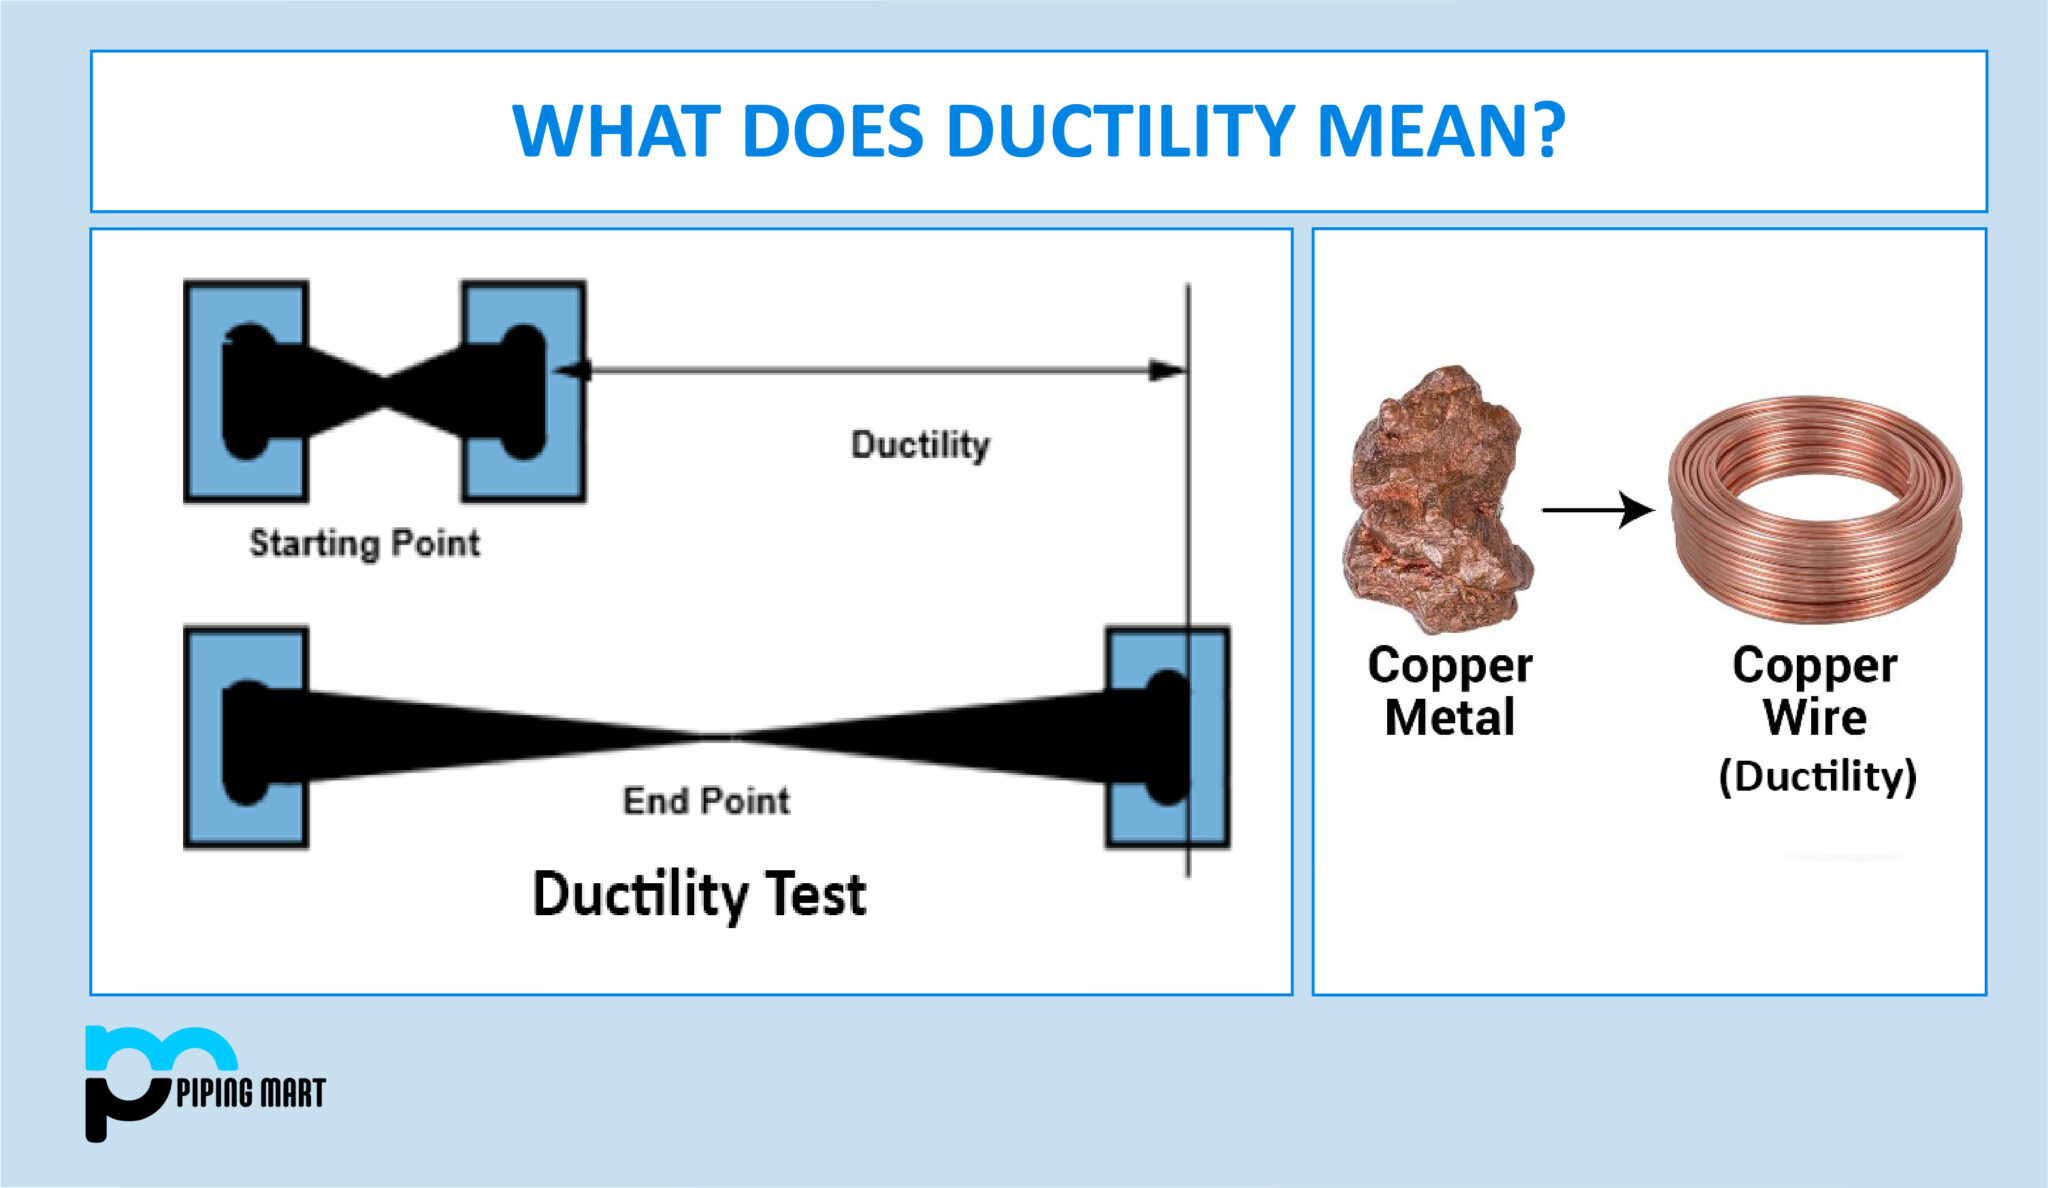 WHAT DOES DUCTILITY MEAN?
Ductility
Starting Point
End Point
Ductility Test
Copper
Metal
Copper
Wire
(Ductility)
PIPING MART